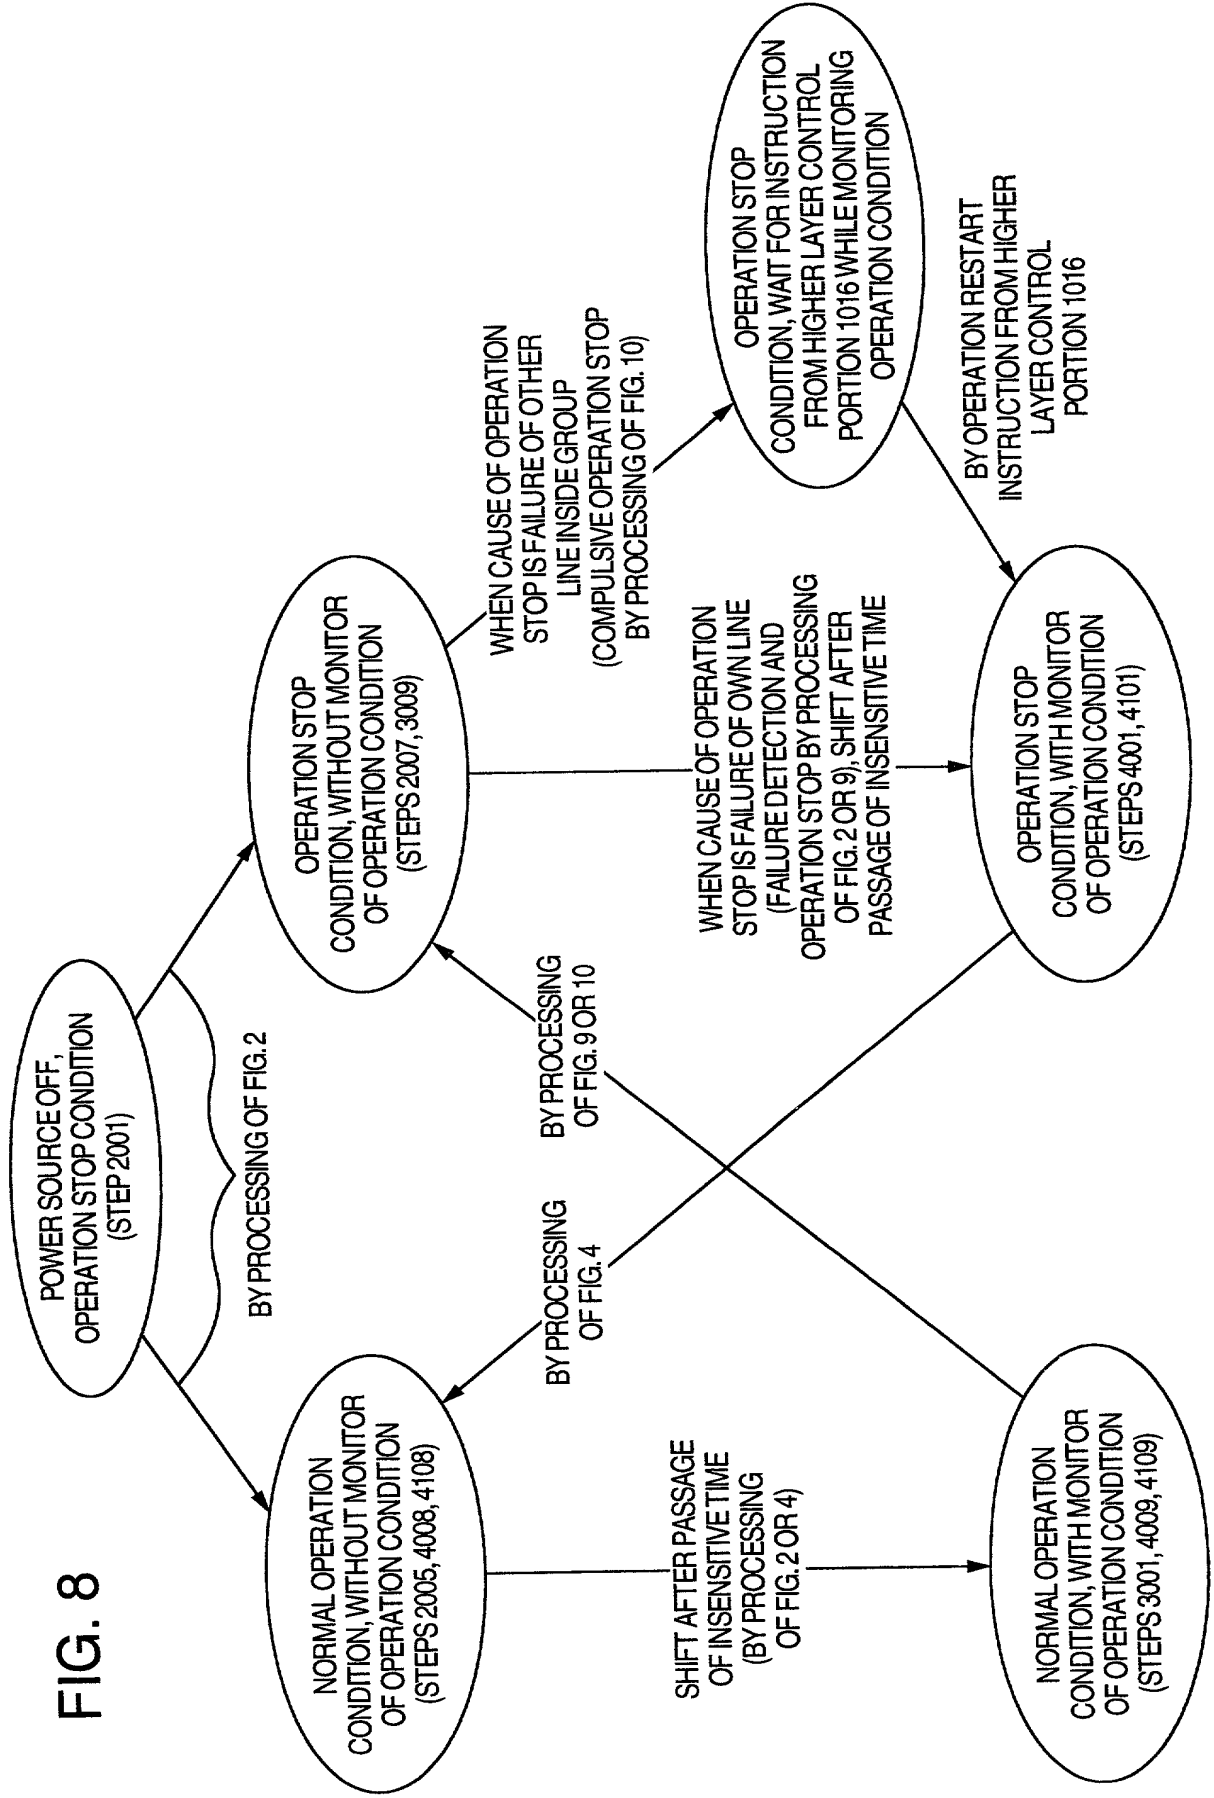 FIG. 8
POWER SOURCE OFF,
OPERATION STOP CONDITION
(STEP 2001)
BY PROCESSING OF FIG. 2
NORMAL OPERATION
CONDITION, WITHOUT MONITOR
OF OPERATION CONDITION
(STEPS 2005, 4008, 4108)
OPERATION STOP
CONDITION, WITHOUT MONITOR
OF OPERATION CONDITION
(STEPS 2007, 3009)
BY PROCESSING
OF FIG. 4
BY PROCESSING
OF FIG. 9 OR 10
WHEN CAUSE OF OPERATION
STOP IS FAILURE OF OTHER
LINE INSIDE GROUP
(COMPULSIVE OPERATION STOP
BY PROCESSING OF FIG. 10)
SHIFT AFTER PASSAGE
OF INSENSITIVE TIME
(BY PROCESSING
OF FIG. 2 OR 4)
WHEN CAUSE OF OPERATION
STOP IS FAILURE OF OWN LINE
(FAILURE DETECTION AND
OPERATION STOP BY PROCESSING
OF FIG. 2 OR 9), SHIFT AFTER
PASSAGE OF INSENSITIVE TIME
OPERATION STOP
CONDITION, WAIT FOR INSTRUCTION
FROM HIGHER LAYER CONTROL
PORTION 1016 WHILE MONITORING
OPERATION CONDITION
BY OPERATION RESTART
INSTRUCTION FROM HIGHER
LAYER CONTROL
PORTION 1016
NORMAL OPERATION
CONDITION, WITH MONITOR
OF OPERATION CONDITION
(STEPS 3001, 4009, 4109)
OPERATION STOP
CONDITION, WITH MONITOR
OF OPERATION CONDITION
(STEPS 4001, 4101)